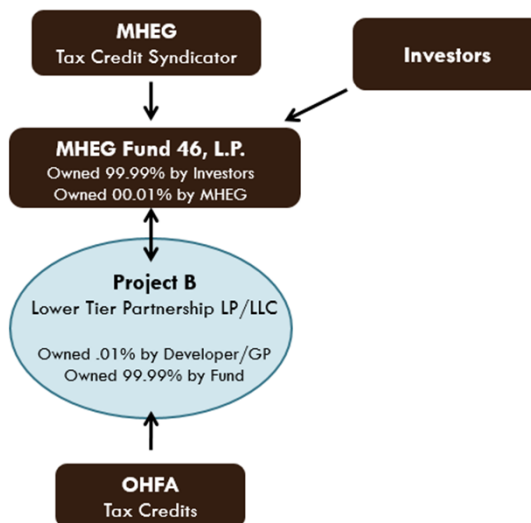 MHEG
Tax Credit Syndicator
Investors
MHEG Fund 46, L.P.
Owned 99.99% by Investors
Owned 00.01% by MHEG
Project B
Lower Tier Partnership LP/LLC
Owned .01% by Developer/GP
Owned 99.99% by Fund
OHFA
Tax Credits